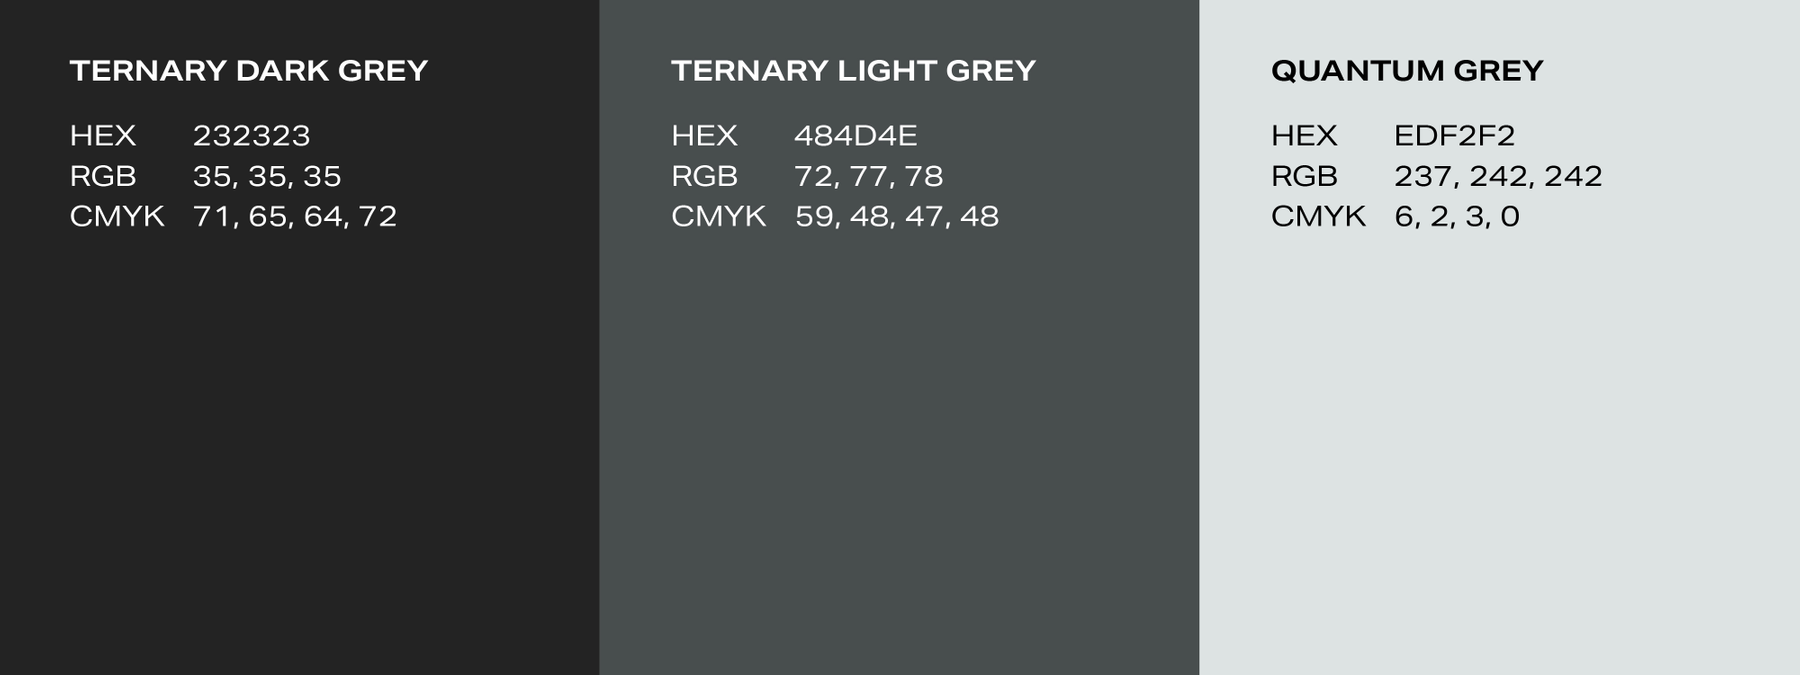 TERNARY DARK GREY
HEX 232323
RGB 35, 35, 35
CMYK 71, 65, 64, 72
TERNARY LIGHT GREY
HEX 484D4E
RGB 72, 77, 78
CMYK 59, 48, 47, 48
QUANTUM GREY
HEX EDF2F2
RGB 237, 242, 242
CMYK 6, 2, 3, 0